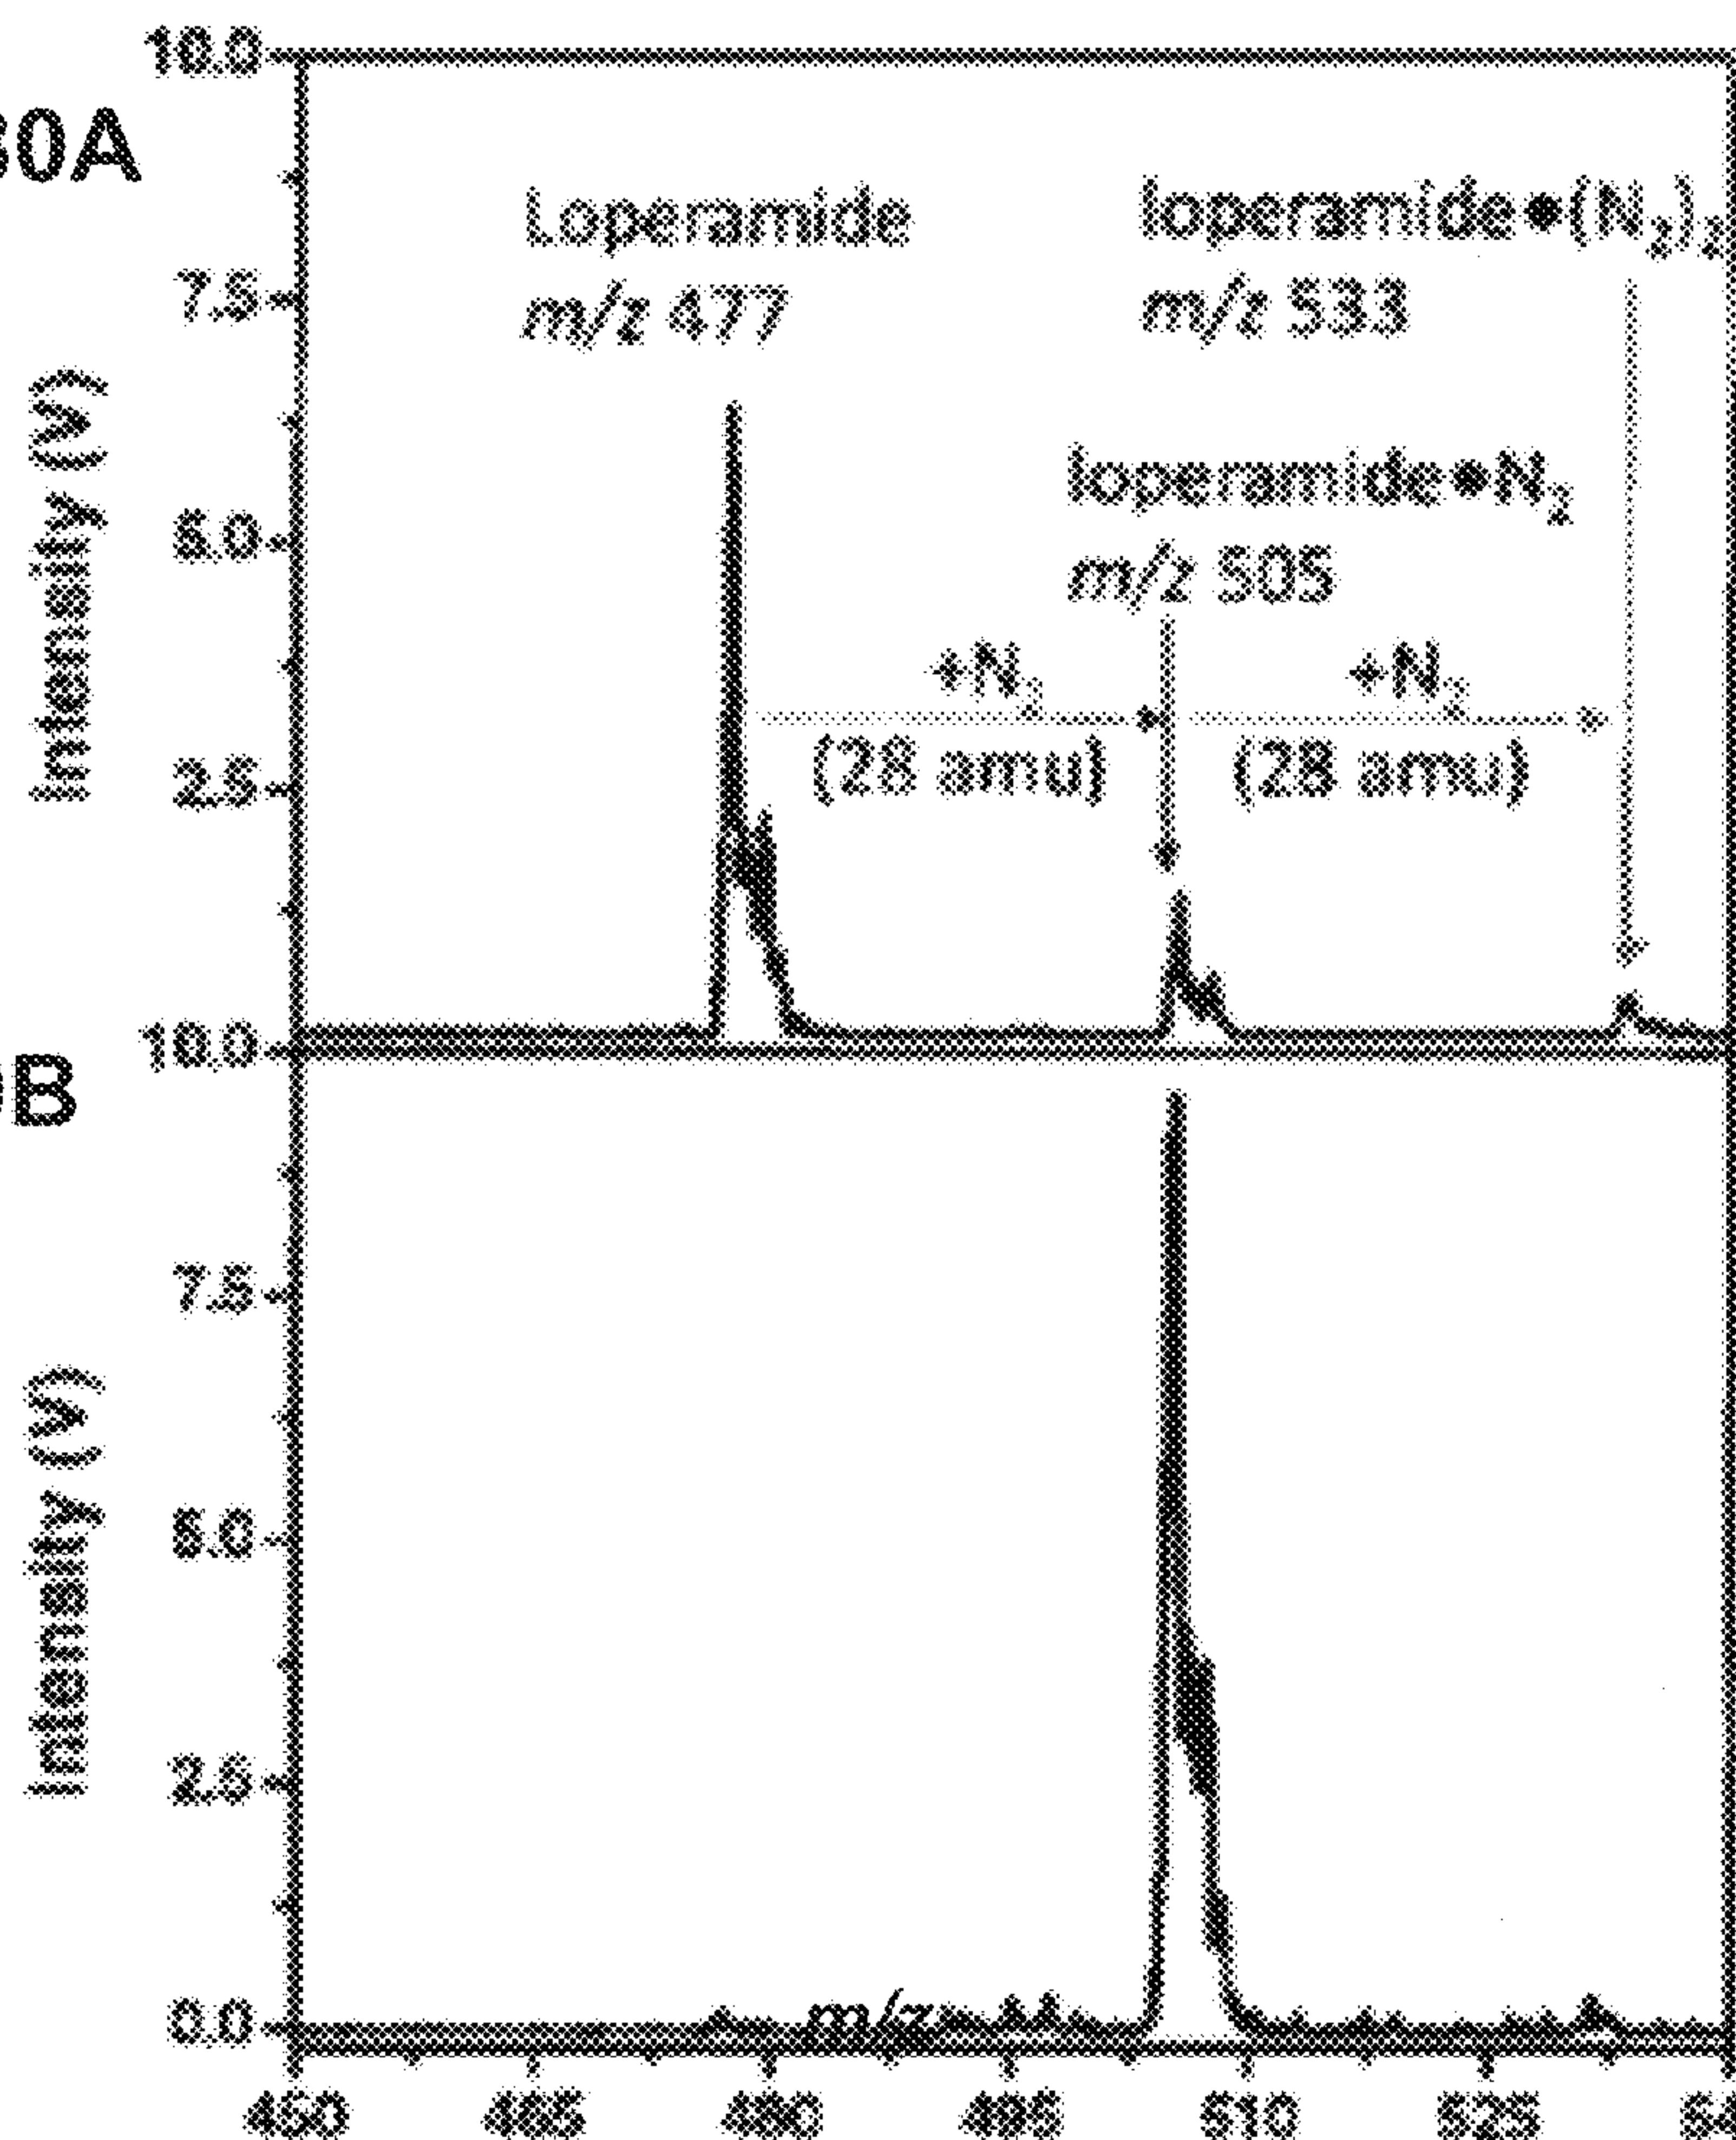 10.0
30A
Loperamide
m/z 477
loperamide●(N₂)₂
m/z 533
7.5
loperamide●N₂
m/z 505
5.0
+N₂
(28 amu)
+N₂
(28 amu)
2.5
Intensity (V)
10.0
B
7.5
5.0
2.5
0.0
Intensity (V)
m/z
450 465 480 495 510 525